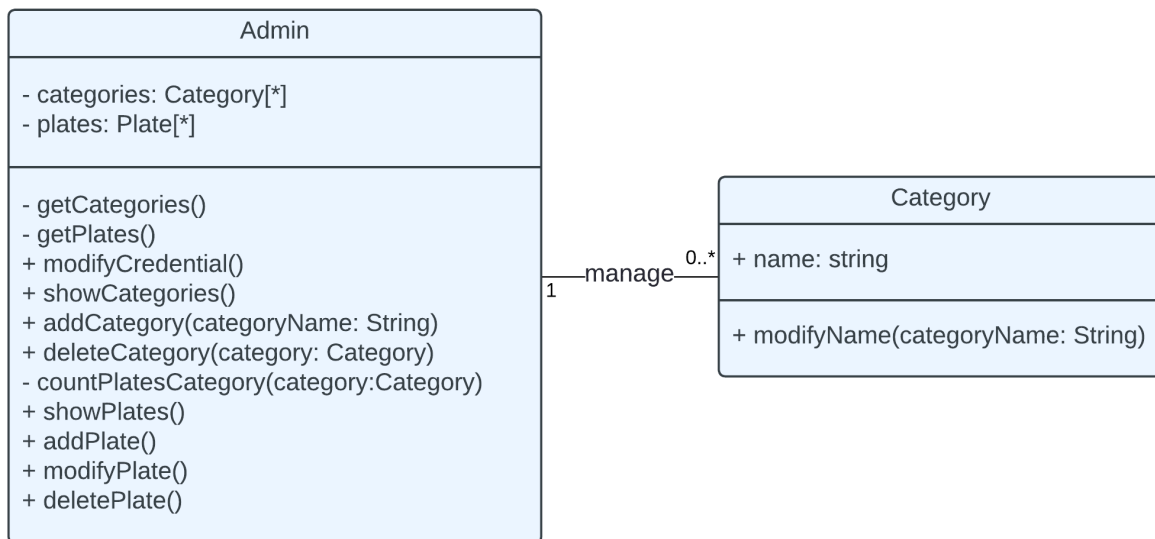 Admin
- categories: Category[*]
- plates: Plate[*]
- getCategories()
- getPlates()
+ modifyCredential()
+ showCategories()
+ addCategory(categoryName: String)
+ deleteCategory(category: Category)
- countPlatesCategory(category:Category)
+ showPlates()
+ addPlate()
+ modifyPlate()
+ deletePlate()
1
manage
0..*
Category
+ name: string
+ modifyName(categoryName: String)